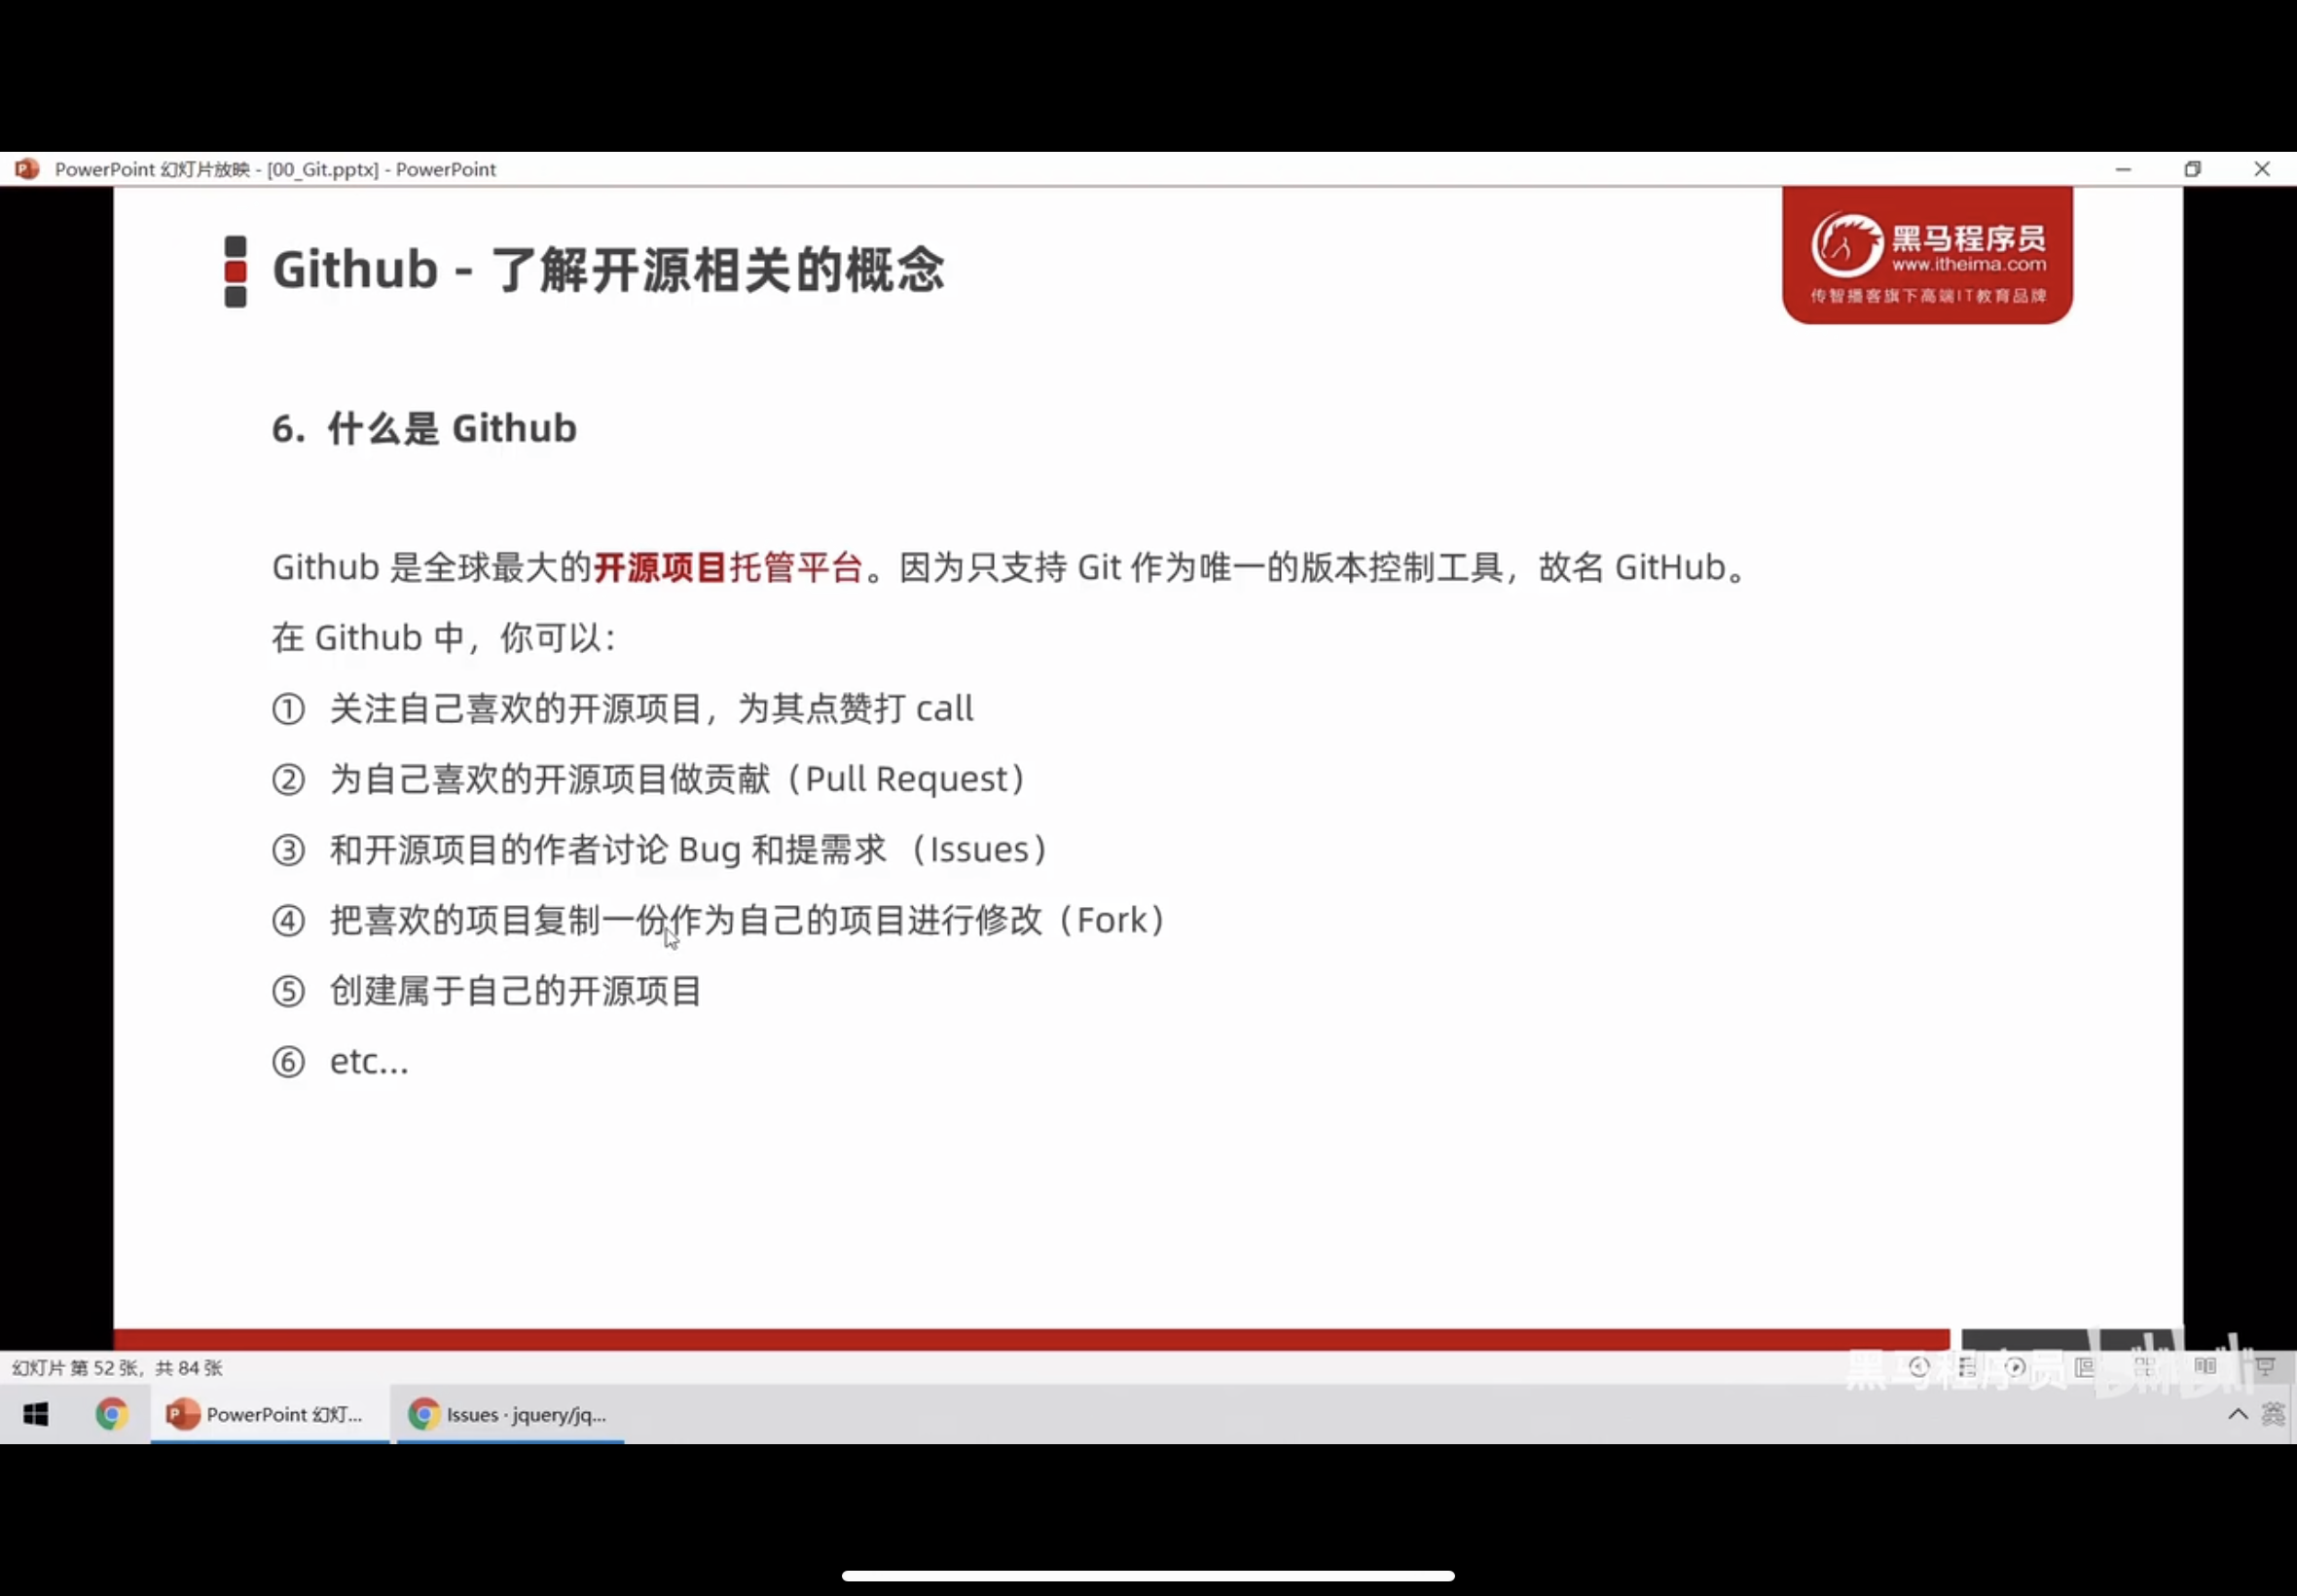 PowerPoint 幻灯片放映 - [00_Git.pptx] - PowerPoint
Github - 了解开源相关的概念
黑马程序员
www.itheima.com
传智播客旗下高端IT教育品牌
6. 什么是 Github
Github 是全球最大的开源项目托管平台。因为只支持 Git 作为唯一的版本控制工具，故名 GitHub。
在 Github 中，你可以：
① 关注自己喜欢的开源项目，为其点赞打 call
② 为自己喜欢的开源项目做贡献（Pull Request）
③ 和开源项目的作者讨论 Bug 和提需求 （Issues）
④ 把喜欢的项目复制一份作为自己的项目进行修改（Fork）
⑤ 创建属于自己的开源项目
⑥ etc...
幻灯片 第 52 张，共 84 张
黑马程序员 bilibili
PowerPoint 幻灯...
Issues · jquery/jq...
英